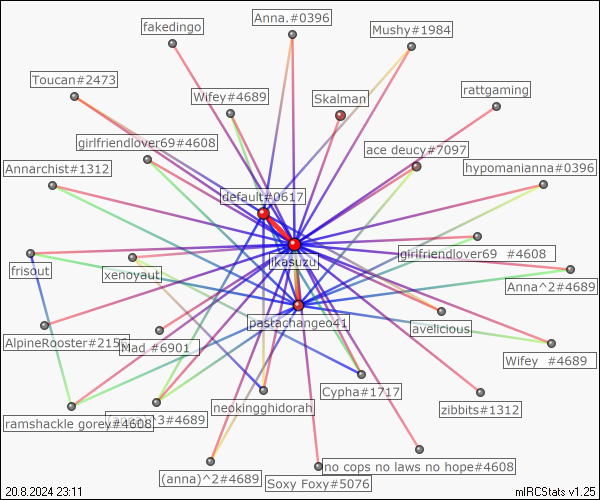 fakedingo
Anna.#0396
Mushy#1984
Toucan#2473
Wifey#4689
Skalman
rattgaming
girlfriendlover69#4608
ace deucy#7097
Annarchist#1312
hypomanianna#0396
default#0617
girlfriendlover69 #4608
ikasuzu
frisout
xenoyaut
Anna^2#4689
pastachangeo41
avelicious
AlpineRooster#215
Mad #6901
Wifey #4689
Cypha#1717
ramshackle gorey#4608
(anna)^3#4689
neokingghidorah
zibbits#1312
no cops no laws no hope#4608
(anna)^2#4689
Soxy Foxy#5076
20.8.2024 23:11
mIRCStats v1.25